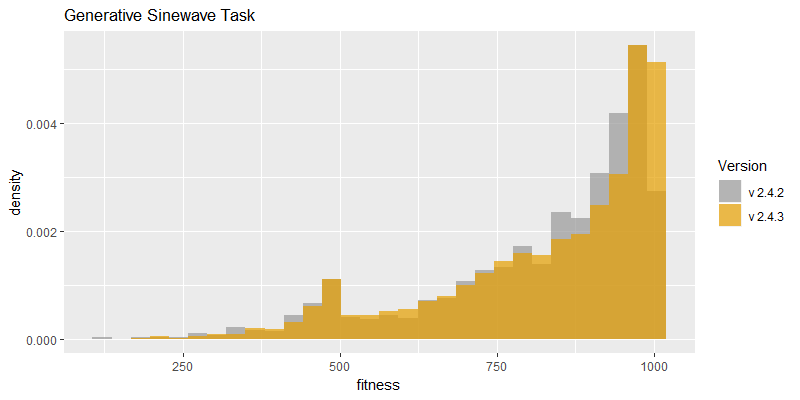 Generative Sinewave Task
density
0.004
0.002
0.000
250 500 750 1000
fitness
Version
v 2.4.2
v 2.4.3